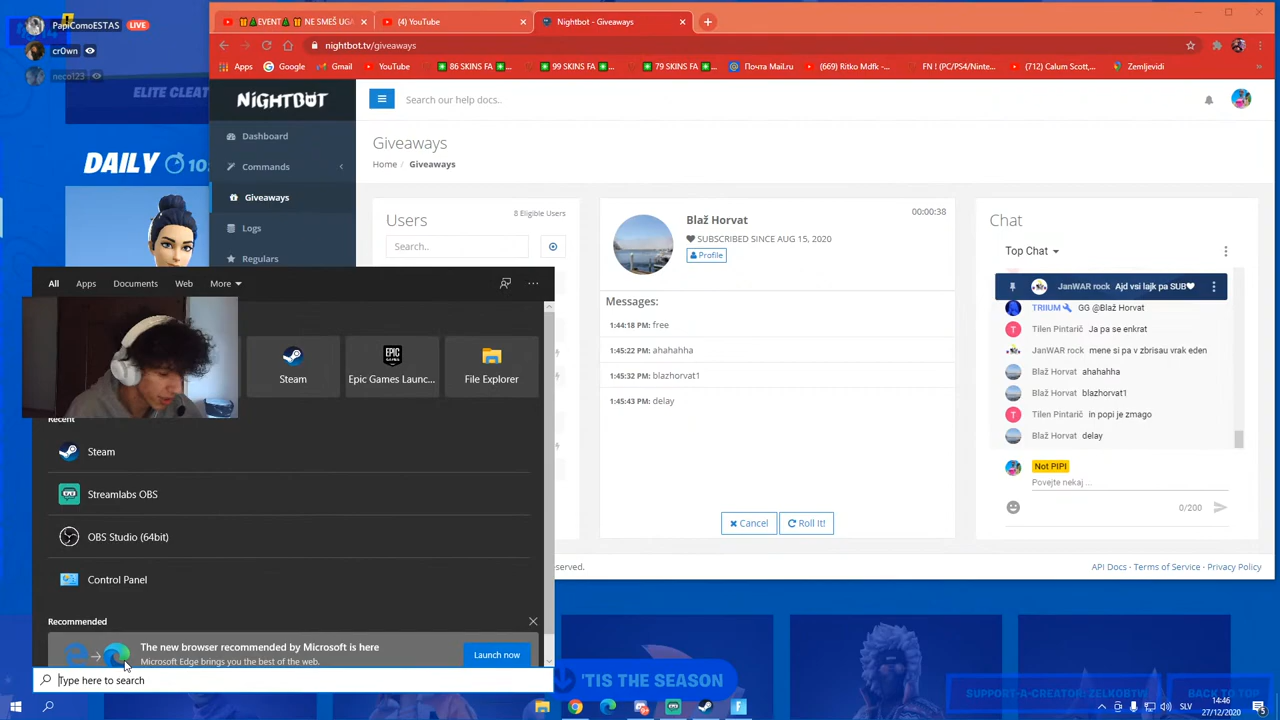 PapiComoESTAS LIVE
cr0wn
neco123
ELITE CLEAT
DAILY
🎁🎄EVENT🎄🎁 NE SMEŠ UGA
(4) YouTube
Nightbot - Giveaways
nightbot.tv/giveaways
Apps
Google
Gmail
YouTube
86 SKINS FA
99 SKINS FA
79 SKINS FA
Почта Mail.ru
(669) Ritko Mdfk -...
FN ! (PC/PS4/Ninte...
(712) Calum Scott,...
Zemljevidi
NIGHTBOT
Search our help docs..
Dashboard
Commands
Giveaways
Logs
Regulars
Giveaways
Home / Giveaways
Users
8 Eligible Users
Search..
Blaž Horvat
00:00:38
SUBSCRIBED SINCE AUG 15, 2020
Profile
Messages:
1:44:18 PM: free
1:45:22 PM: ahahahha
1:45:32 PM: blazhorvat1
1:45:43 PM: delay
Cancel
Roll It!
Chat
Top Chat
JanWAR rock Ajd vsi lajk pa SUB🤍
TRIIUM GG @Blaž Horvat
Tilen Pintarič Ja pa se enkrat
JanWAR rock mene si pa v zbrisau vrak eden
Blaž Horvat ahahahha
Blaž Horvat blazhorvat1
Tilen Pintarič in popi je zmago
Blaž Horvat delay
Not PIPI
Povejte nekaj ...
0/200
eserved.
API Docs · Terms of Service · Privacy Policy
All
Apps
Documents
Web
More
Steam
Epic Games Launc...
File Explorer
Recent
Steam
Streamlabs OBS
OBS Studio (64bit)
Control Panel
Recommended
The new browser recommended by Microsoft is here
Microsoft Edge brings you the best of the web.
Launch now
Type here to search
'TIS THE SEASON
SUPPORT-A-CREATOR: ZELKOBTW
BACK TO TOP
SLV
14:46
27/12/2020
5